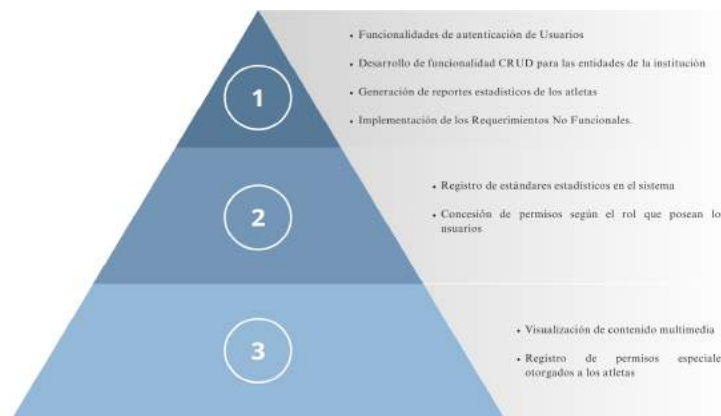 1
• Funcionalidades de autenticación de Usuarios
• Desarrollo de funcionalidad CRUD para las entidades de la institución
• Generación de reportes estadísticos de los atletas
• Implementación de los Requerimientos No Funcionales.
2
• Registro de estándares estadísticos en el sistema
• Concesión de permisos según el rol que posean lo
usuarios
3
• Visualización de contenido multimedia
• Registro de permisos especiale
otorgados a los atletas